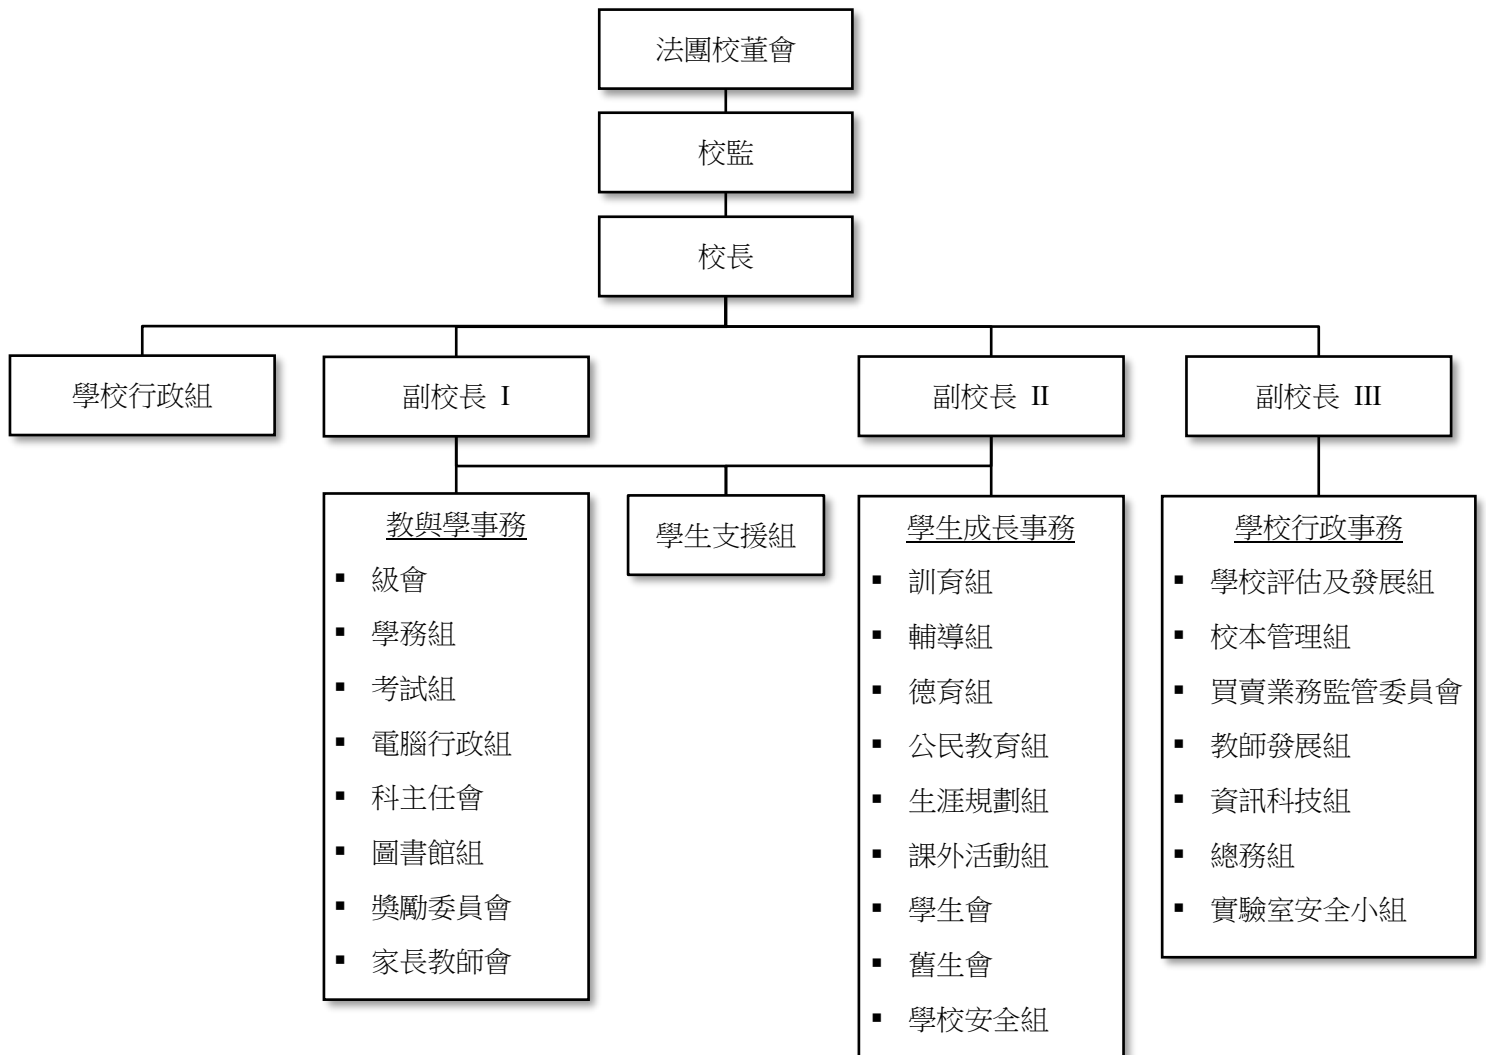 法團校董會
校監
校長
學校行政組
副校長 I
副校長 II
副校長 III
教與學事務
▪ 級會
▪ 學務組
▪ 考試組
▪ 電腦行政組
▪ 科主任會
▪ 圖書館組
▪ 獎勵委員會
▪ 家長教師會
學生支援組
學生成長事務
▪ 訓育組
▪ 輔導組
▪ 德育組
▪ 公民教育組
▪ 生涯規劃組
▪ 課外活動組
▪ 學生會
▪ 舊生會
▪ 學校安全組
學校行政事務
▪ 學校評估及發展組
▪ 校本管理組
▪ 買賣業務監管委員會
▪ 教師發展組
▪ 資訊科技組
▪ 總務組
▪ 實驗室安全小組